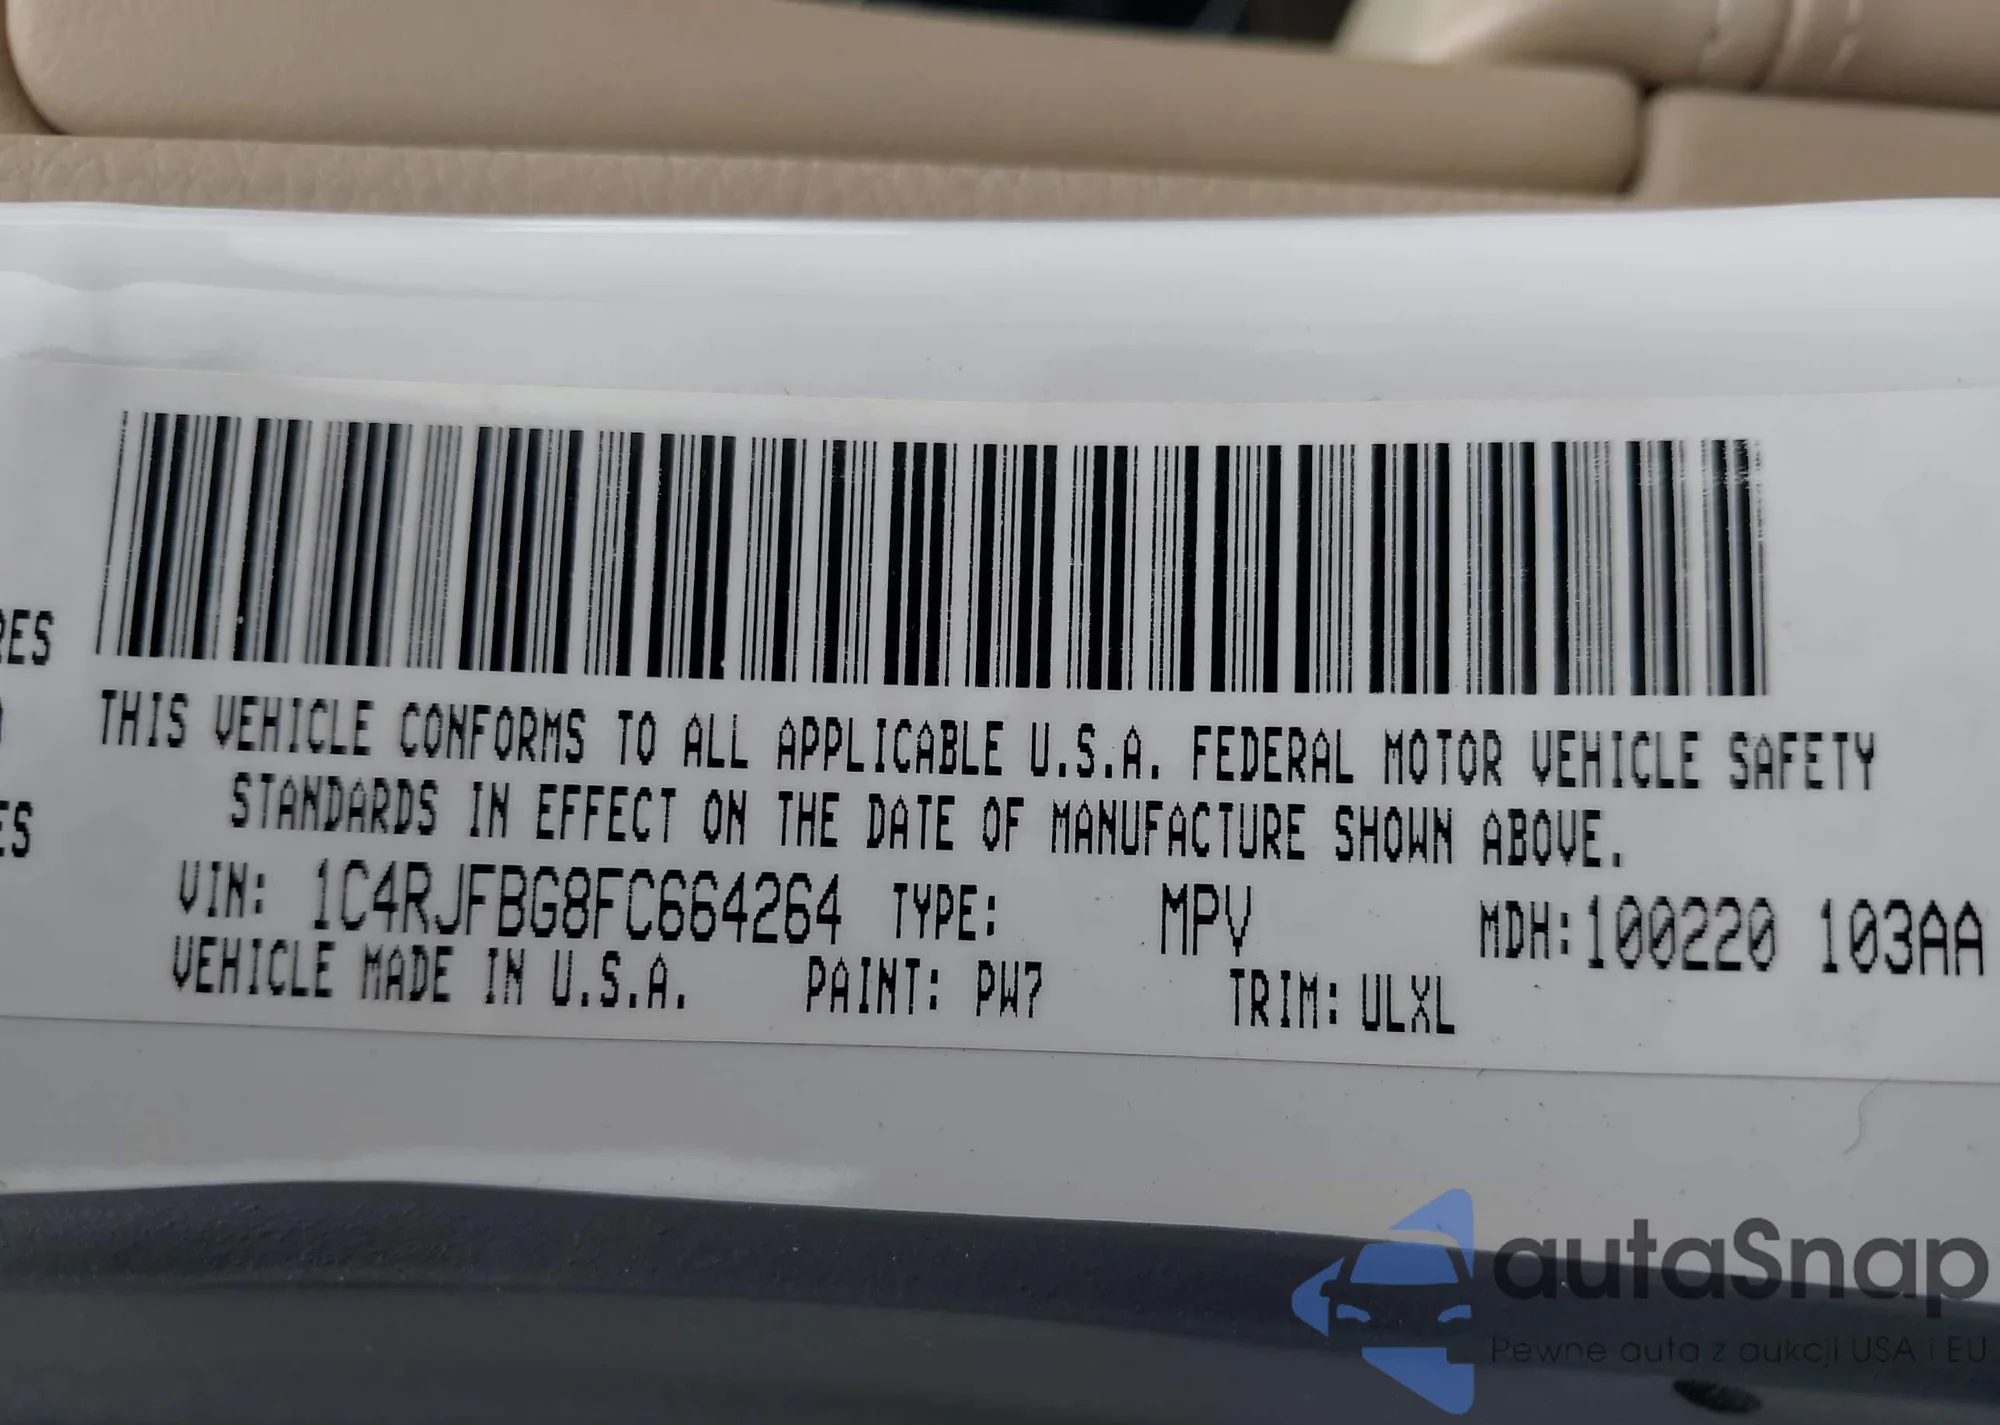 RES
THIS VEHICLE CONFORMS TO ALL APPLICABLE U.S.A. FEDERAL MOTOR VEHICLE SAFETY
STANDARDS IN EFFECT ON THE DATE OF MANUFACTURE SHOWN ABOVE.
ES
VIN: 1C4RJFBG8FC664264 TYPE: MPV MDH:100220 103AA
VEHICLE MADE IN U.S.A. PAINT: PW7 TRIM: ULXL
autaSnap
Pewne auta z aukcji USA i EU